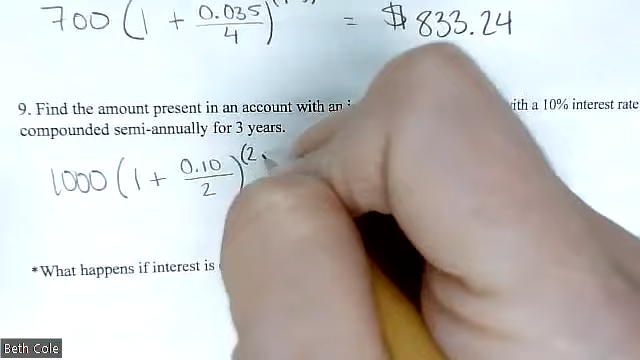 700 (1 + 0.035/4) = $833.24
9. Find the amount present in an account with an ith a 10% interest rate
compounded semi-annually for 3 years.
1000 (1 + 0.10/2)^(2·
*What happens if interest is
Beth Cole